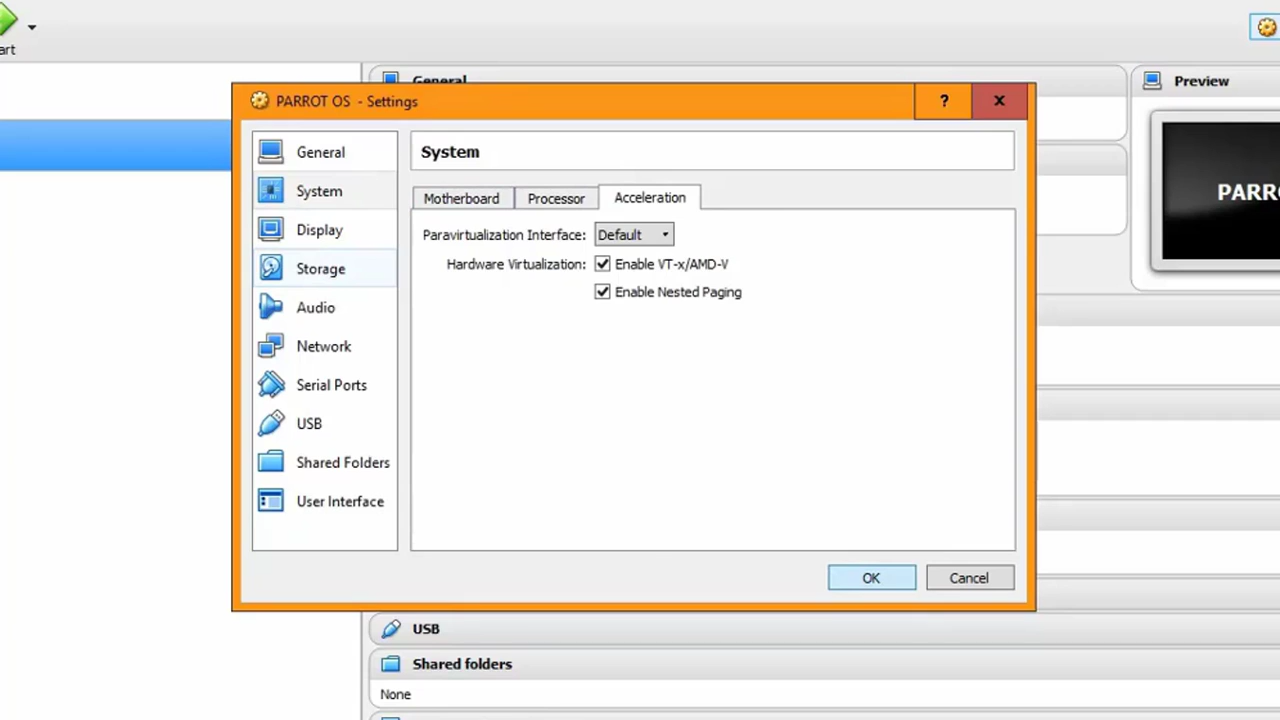 art
General
Preview
PARR
PARROT OS - Settings
?
x
General
System
Display
Storage
Audio
Network
Serial Ports
USB
Shared Folders
User Interface
System
Motherboard
Processor
Acceleration
Paravirtualization Interface: Default
Hardware Virtualization: Enable VT-x/AMD-V
Enable Nested Paging
OK
Cancel
USB
Shared folders
None